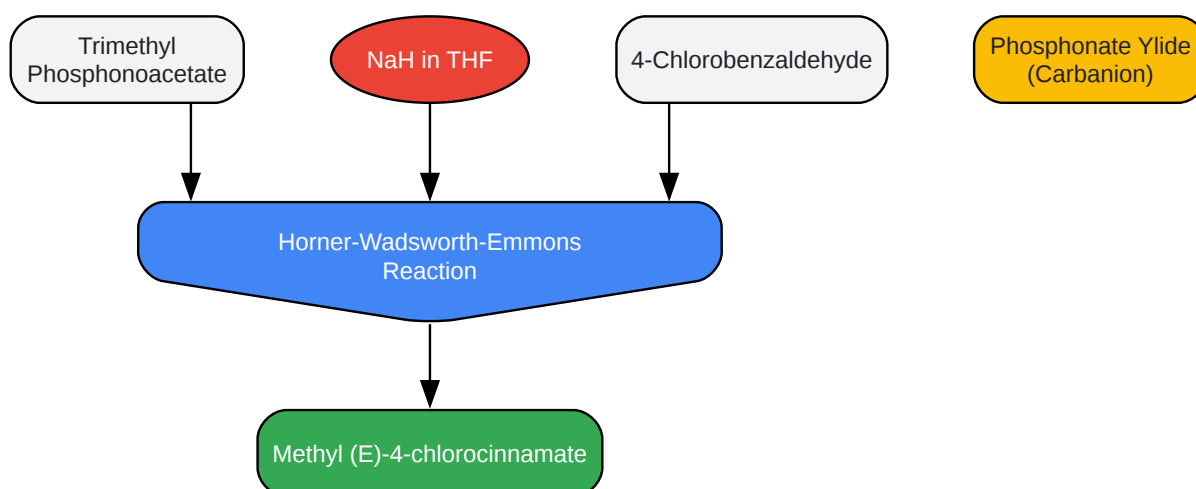 Trimethyl
Phosphonoacetate
NaH in THF
4-Chlorobenzaldehyde
Phosphonate Ylide
(Carbanion)
Horner-Wadsworth-Emmons
Reaction
Methyl (E)-4-chlorocinnamate